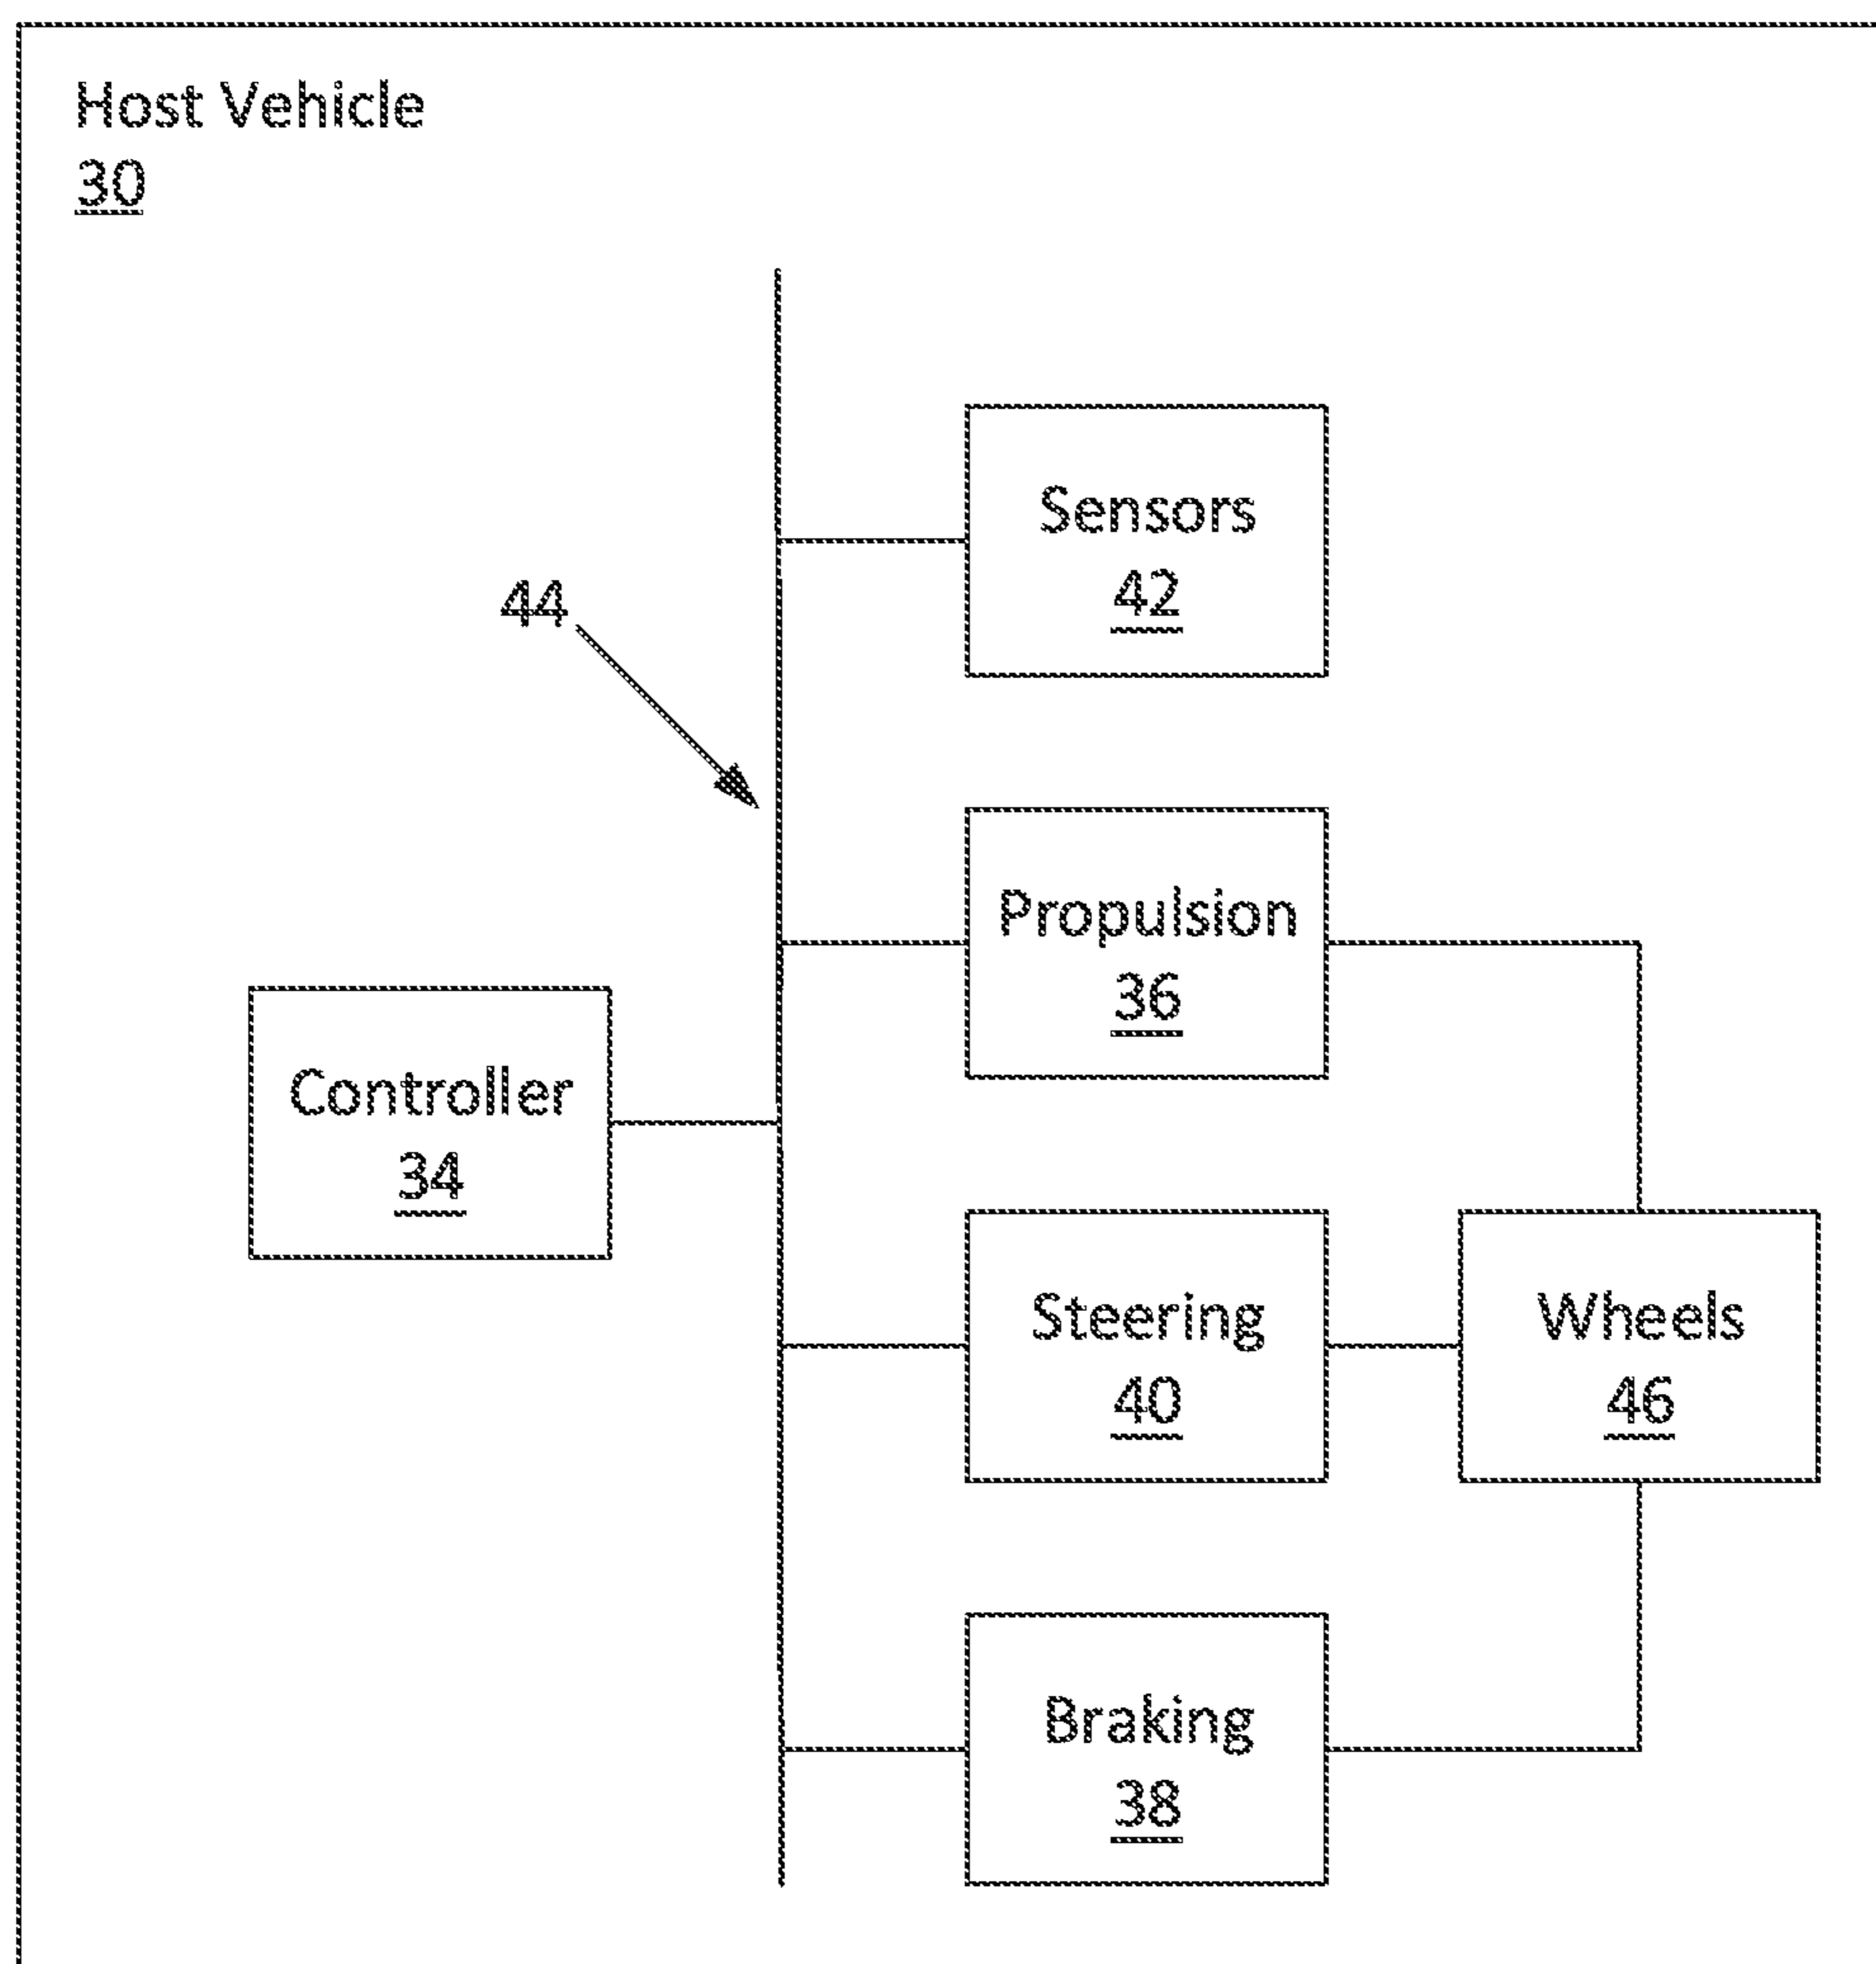 Host Vehicle
30
Sensors
42
44
Propulsion
36
Controller
34
Steering
40
Wheels
46
Braking
38